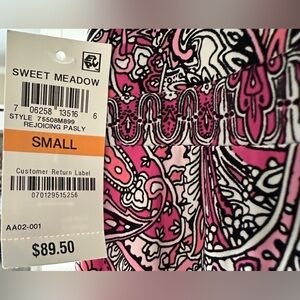 SWEET MEADOW
7 06258 13516 6
STYLE 75508M899
REJOICING PASLY
SMALL
Customer Return Label
070129515256
AA02-001
$89.50